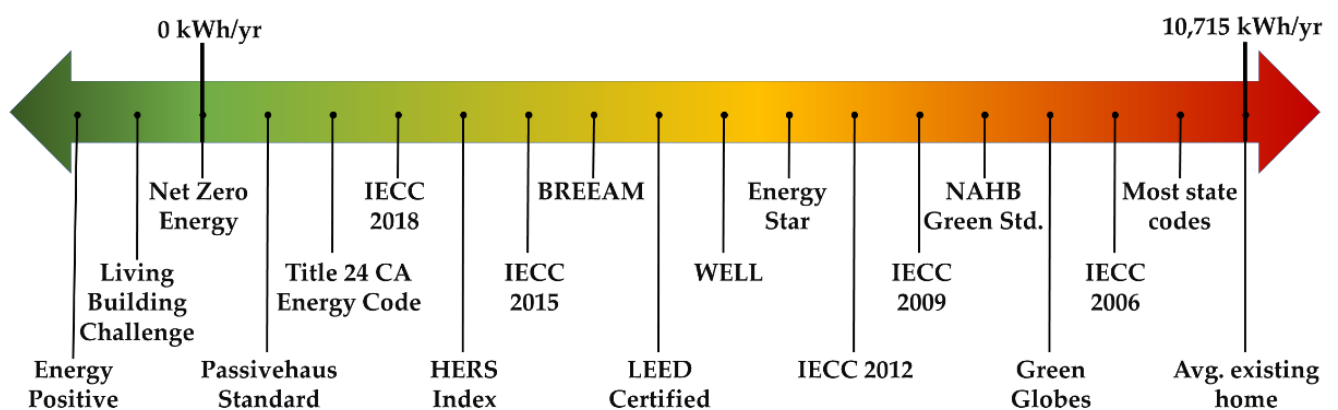 0 kWh/yr
10,715 kWh/yr
Net Zero
Energy
IECC
2018
BREEAM
Energy
Star
NAHB
Green Std.
Most state
codes
Living
Building
Challenge
Title 24 CA
Energy Code
IECC
2015
WELL
IECC
2009
IECC
2006
Energy
Positive
Passivehaus
Standard
HERS
Index
LEED
Certified
IECC 2012
Green
Globes
Avg. existing
home